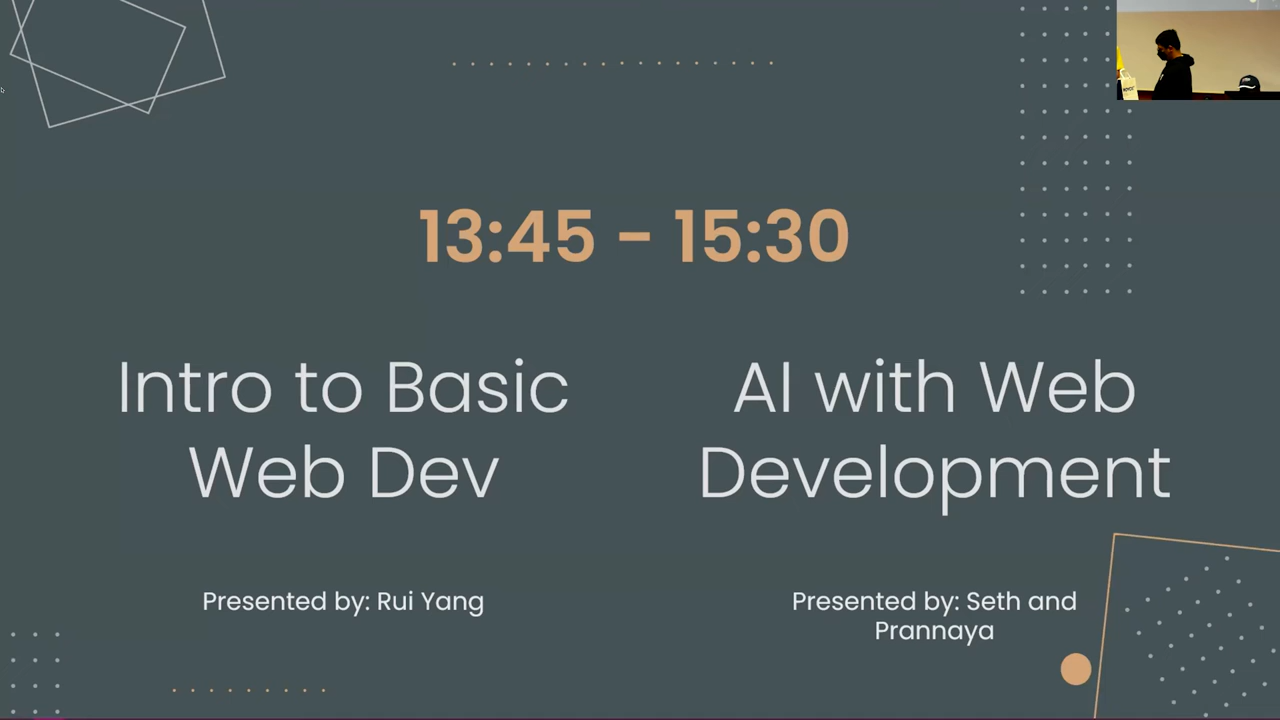 13:45 - 15:30
Intro to Basic
Web Dev
Presented by: Rui Yang
AI with Web
Development
Presented by: Seth and
Prannaya